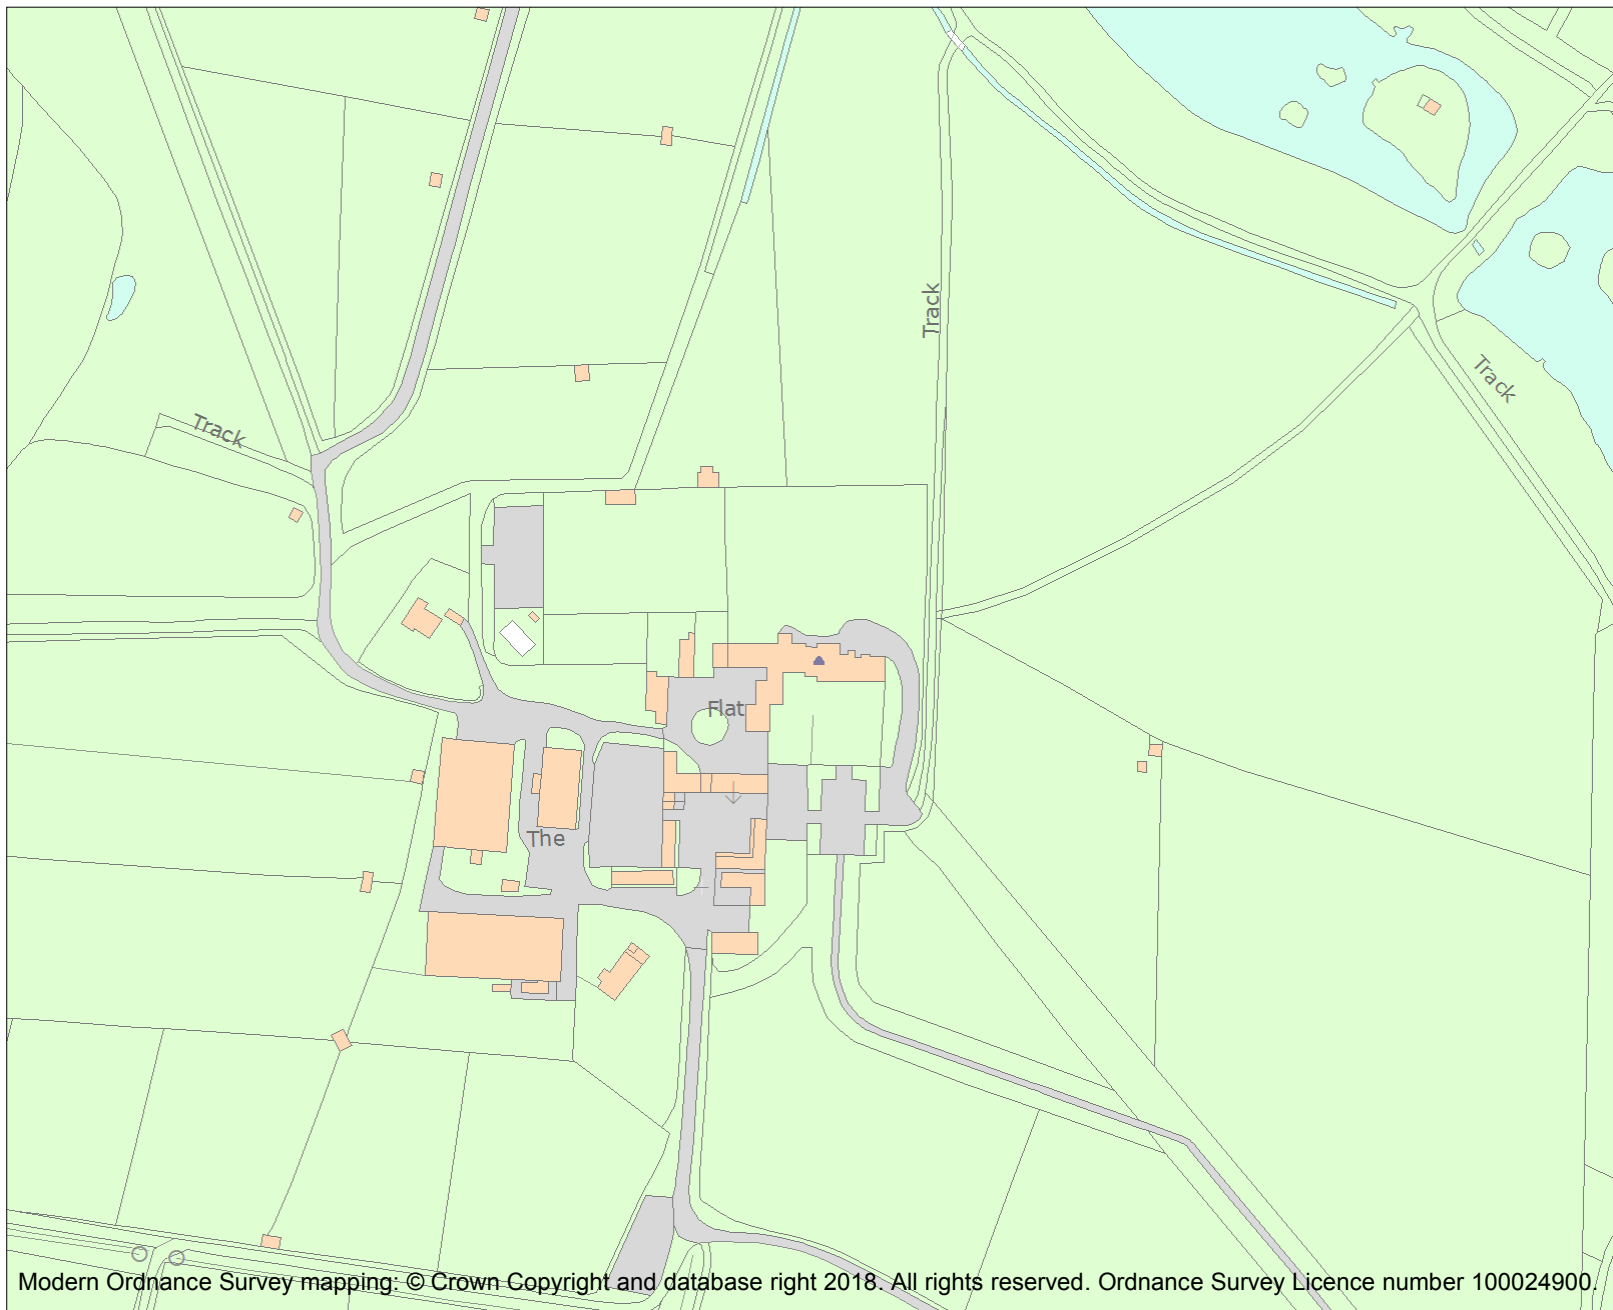 Track
Track
Track
Flat
The
Modern Ordnance Survey mapping: © Crown Copyright and database right 2018. All rights reserved. Ordnance Survey Licence number 100024900.